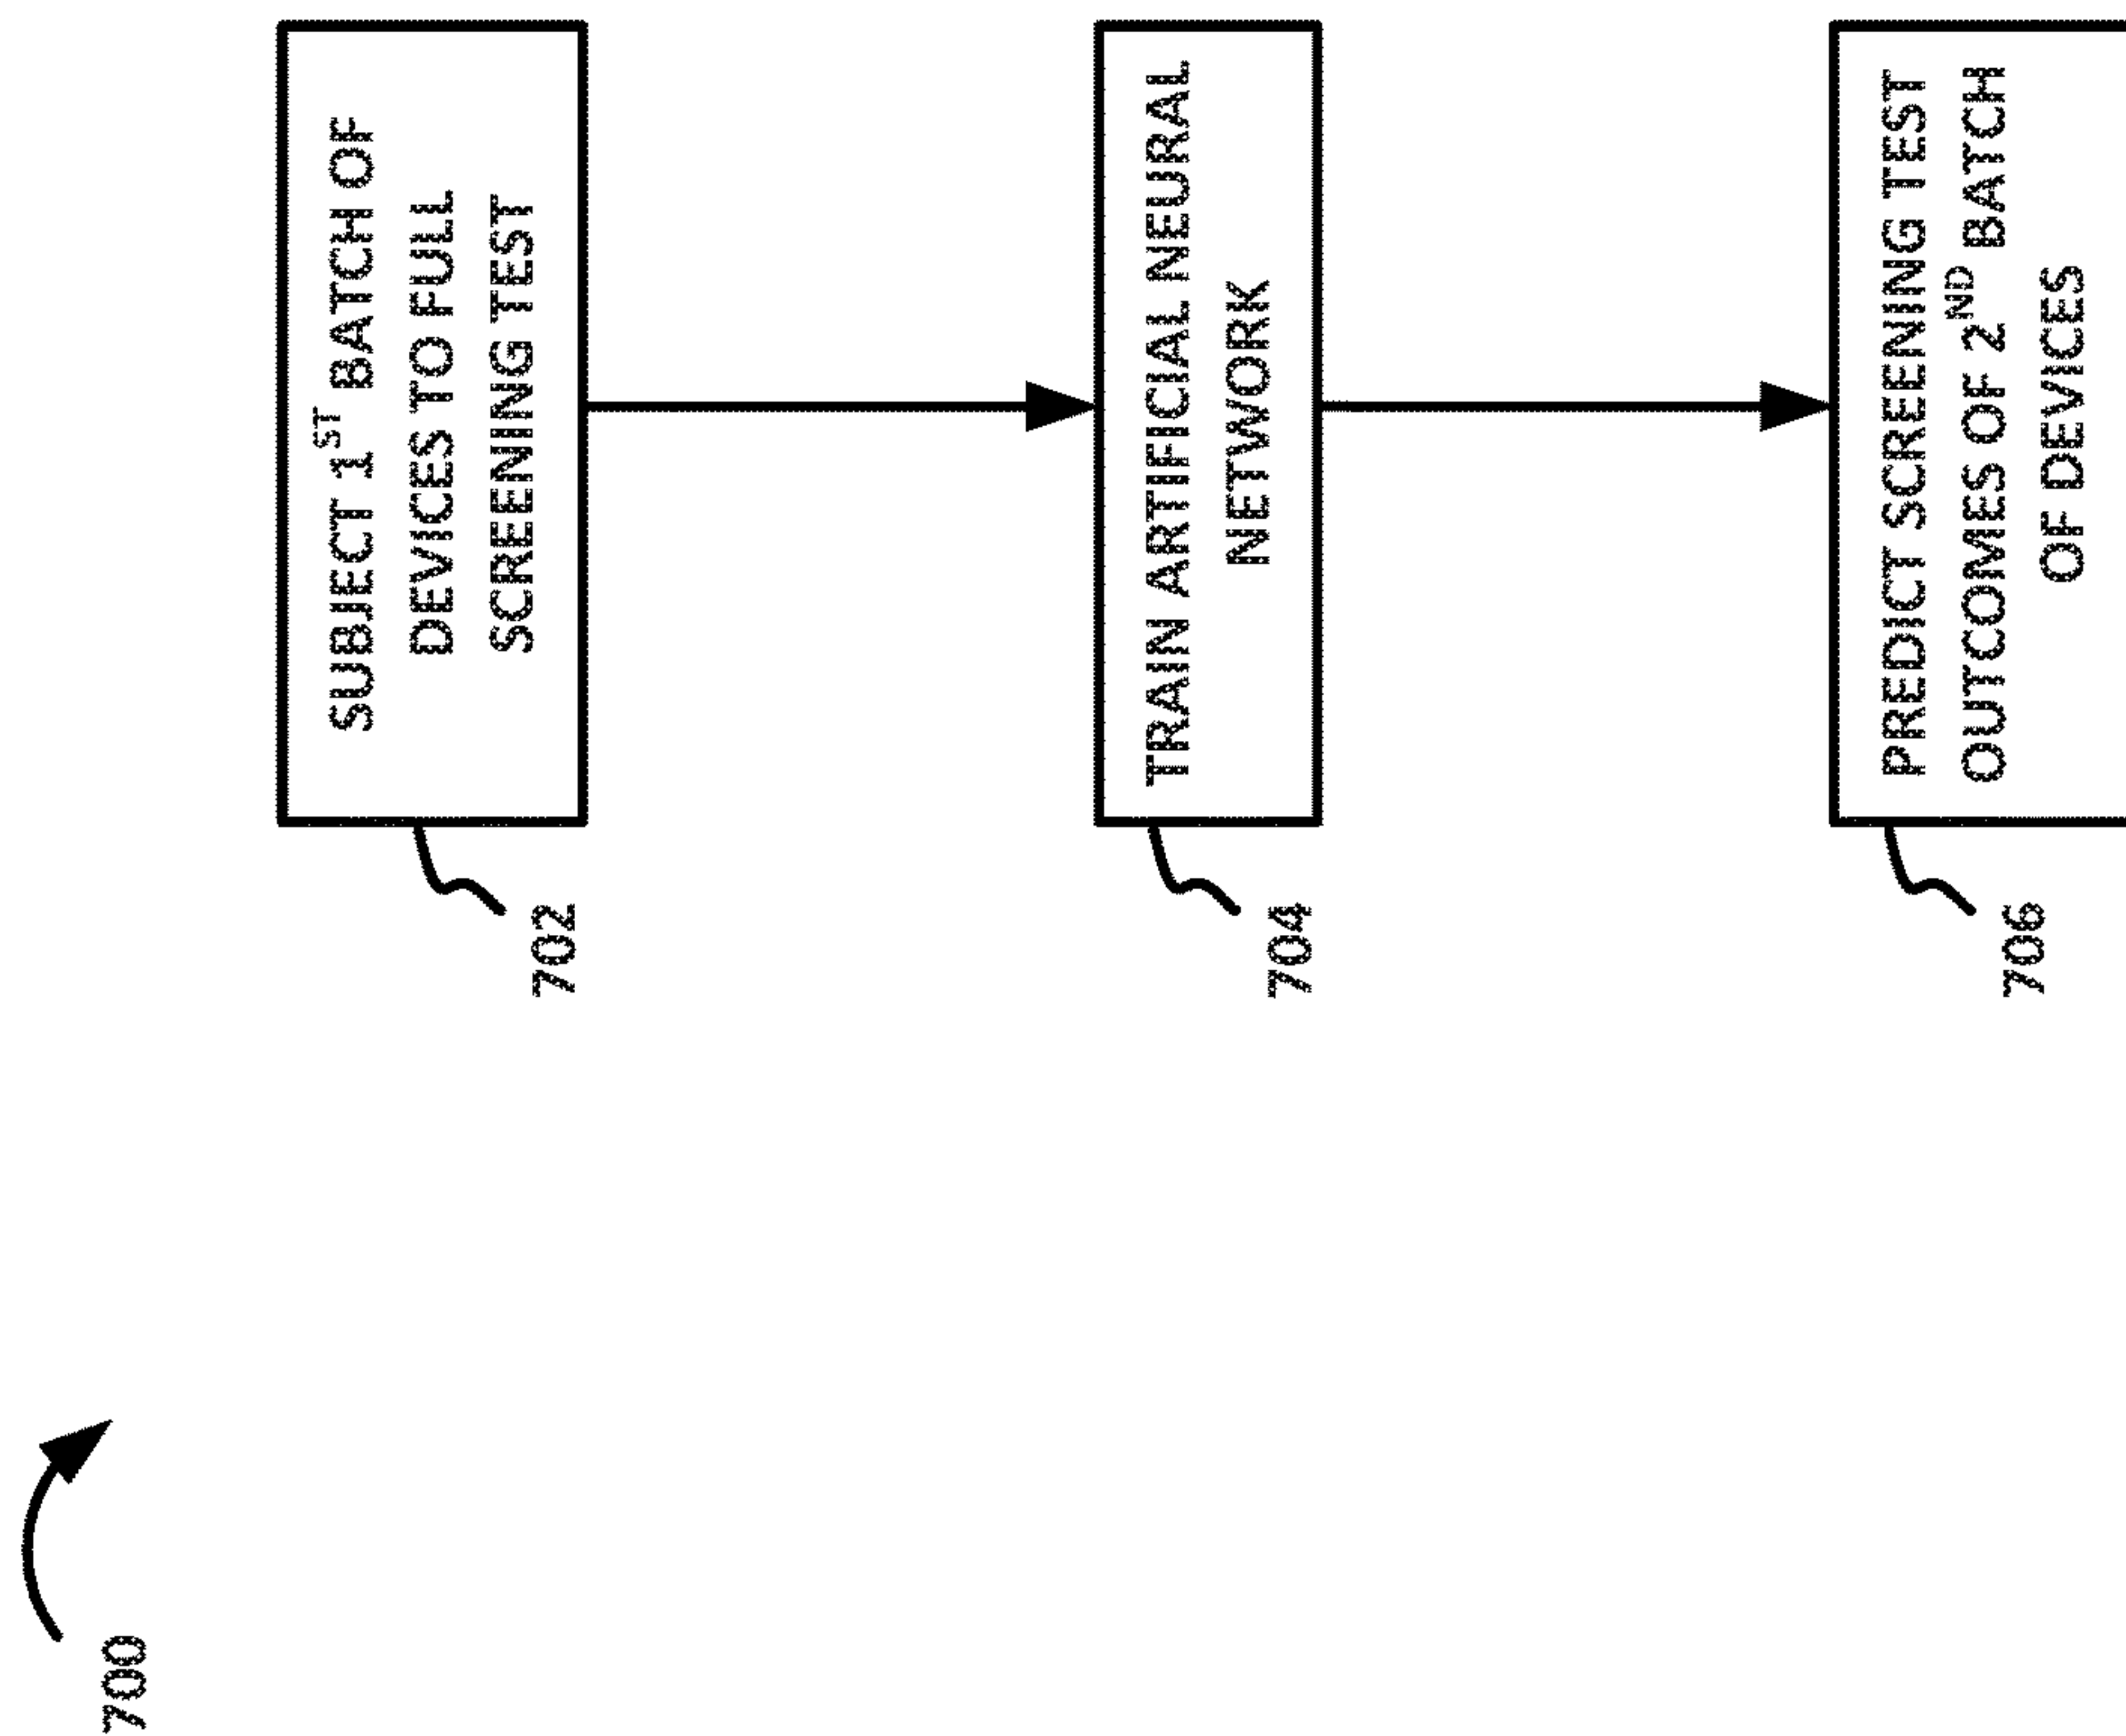 700
SUBJECT 1ST BATCH OF
DEVICES TO FULL
SCREENING TEST
702
TRAIN ARTIFICIAL NEURAL
NETWORK
704
PREDICT SCREENING TEST
OUTCOMES OF 2ND BATCH
OF DEVICES
706